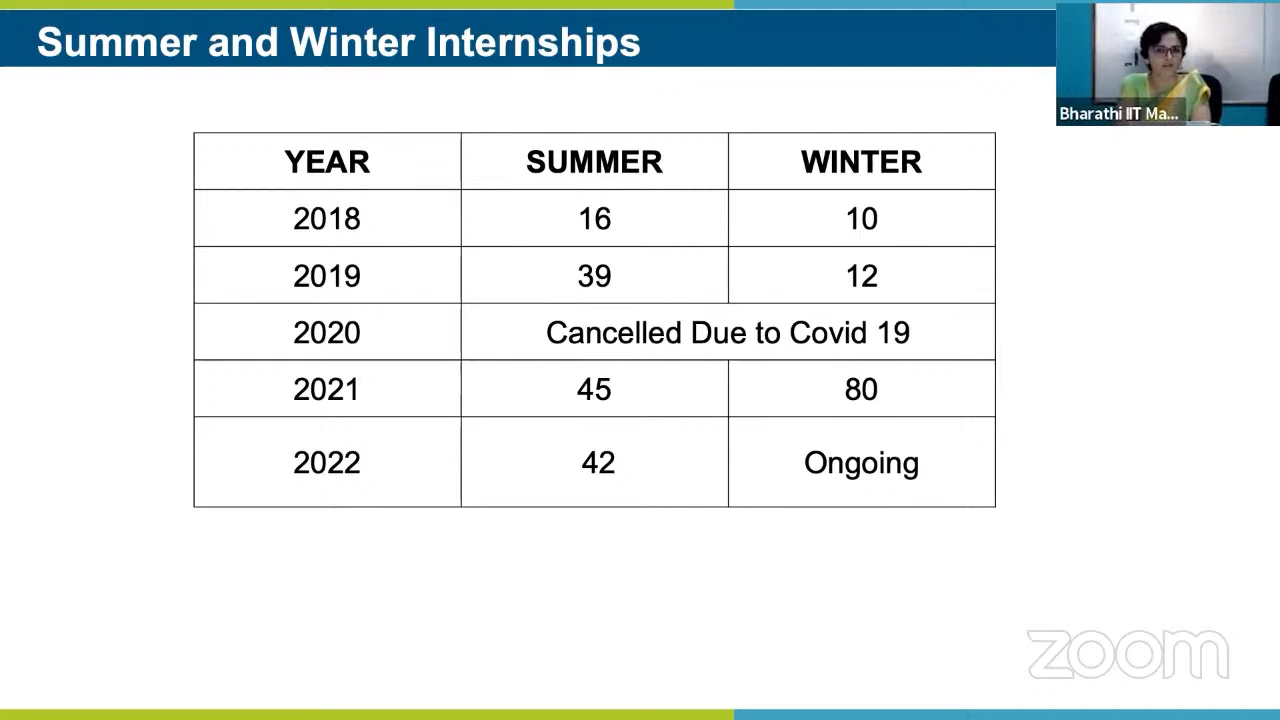 Summer and Winter Internships
Bharathi IIT Ma...
YEAR SUMMER WINTER
2018 16 10
2019 39 12
2020 Cancelled Due to Covid 19
2021 45 80
2022 42 Ongoing
zoom